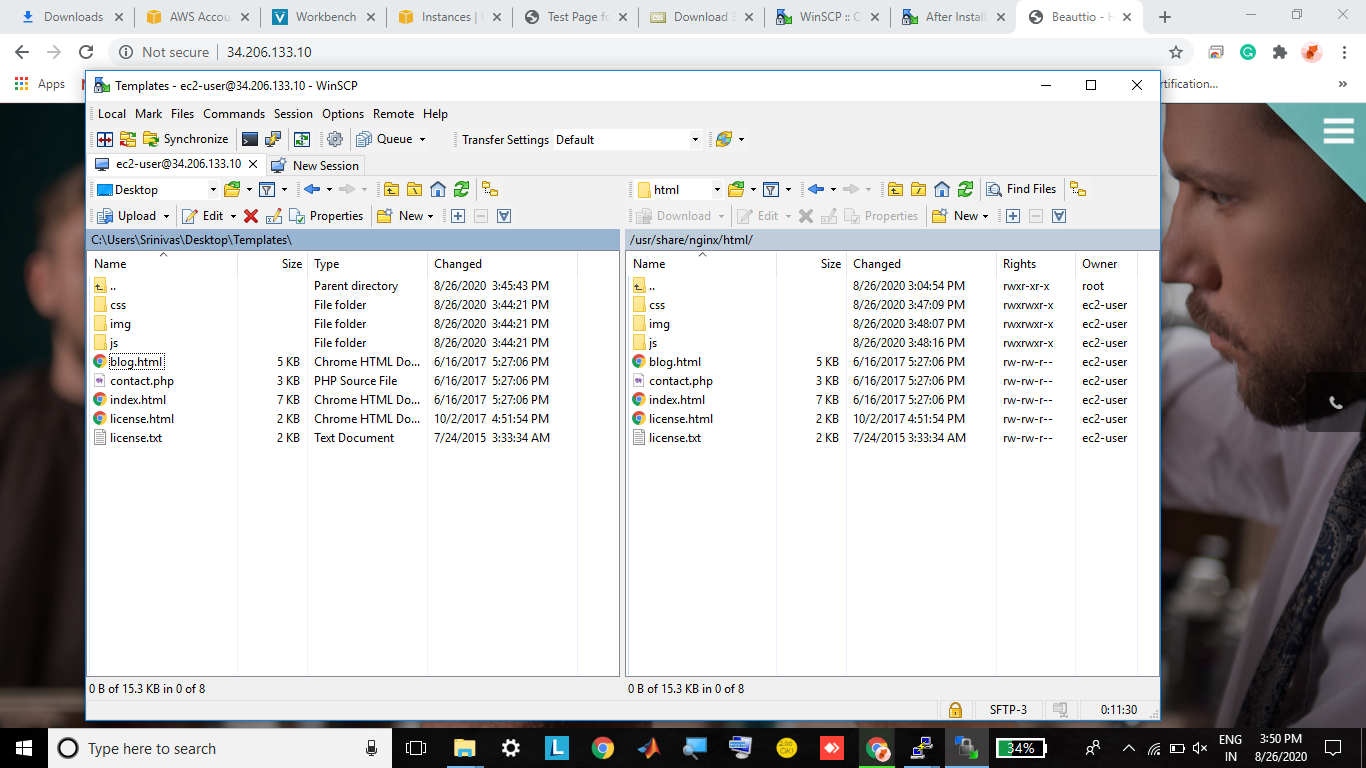 Downloads
AWS Accou
Workbench
Instances |
Test Page fo
Download
WinSCP :: O
After Install
Beauttio - H
Not secure | 34.206.133.10
Apps
rtification...
Templates - ec2-user@34.206.133.10 - WinSCP
Local Mark Files Commands Session Options Remote Help
Synchronize Queue Transfer Settings Default
ec2-user@34.206.133.10 New Session
Desktop html Find Files
Upload Edit Properties New Download Edit Properties New
C:\Users\Srinivas\Desktop\Templates\ /usr/share/nginx/html/
Name Size Type Changed Name Size Changed Rights Owner
.. Parent directory 8/26/2020 3:45:43 PM .. 8/26/2020 3:04:54 PM rwxr-xr-x root
css File folder 8/26/2020 3:44:21 PM css 8/26/2020 3:47:09 PM rwxrwxr-x ec2-user
img File folder 8/26/2020 3:44:21 PM img 8/26/2020 3:48:07 PM rwxrwxr-x ec2-user
js File folder 8/26/2020 3:44:21 PM js 8/26/2020 3:48:16 PM rwxrwxr-x ec2-user
blog.html 5 KB Chrome HTML Do... 6/16/2017 5:27:06 PM blog.html 5 KB 6/16/2017 5:27:06 PM rw-rw-r-- ec2-user
contact.php 3 KB PHP Source File 6/16/2017 5:27:06 PM contact.php 3 KB 6/16/2017 5:27:06 PM rw-rw-r-- ec2-user
index.html 7 KB Chrome HTML Do... 6/16/2017 5:27:06 PM index.html 7 KB 6/16/2017 5:27:06 PM rw-rw-r-- ec2-user
license.html 2 KB Chrome HTML Do... 10/2/2017 4:51:54 PM license.html 2 KB 10/2/2017 4:51:54 PM rw-rw-r-- ec2-user
license.txt 2 KB Text Document 7/24/2015 3:33:34 AM license.txt 2 KB 7/24/2015 3:33:34 AM rw-rw-r-- ec2-user
0 B of 15.3 KB in 0 of 8 0 B of 15.3 KB in 0 of 8
SFTP-3 0:11:30
Type here to search
34%
ENG
IN
3:50 PM
8/26/2020